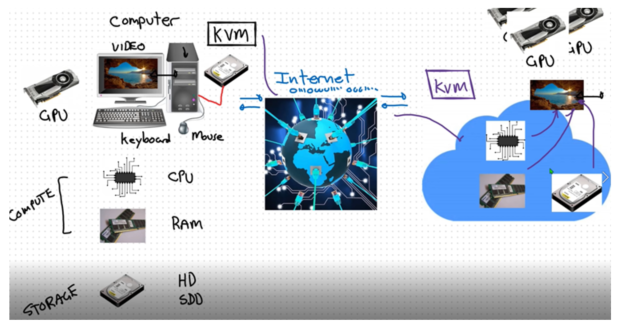 Computer
KVM
VIDEO
GPU
Keyboard
Mouse
Internet
KVM
GPU
GPU
COMPUTE
CPU
RAM
STORAGE
HD
SDD